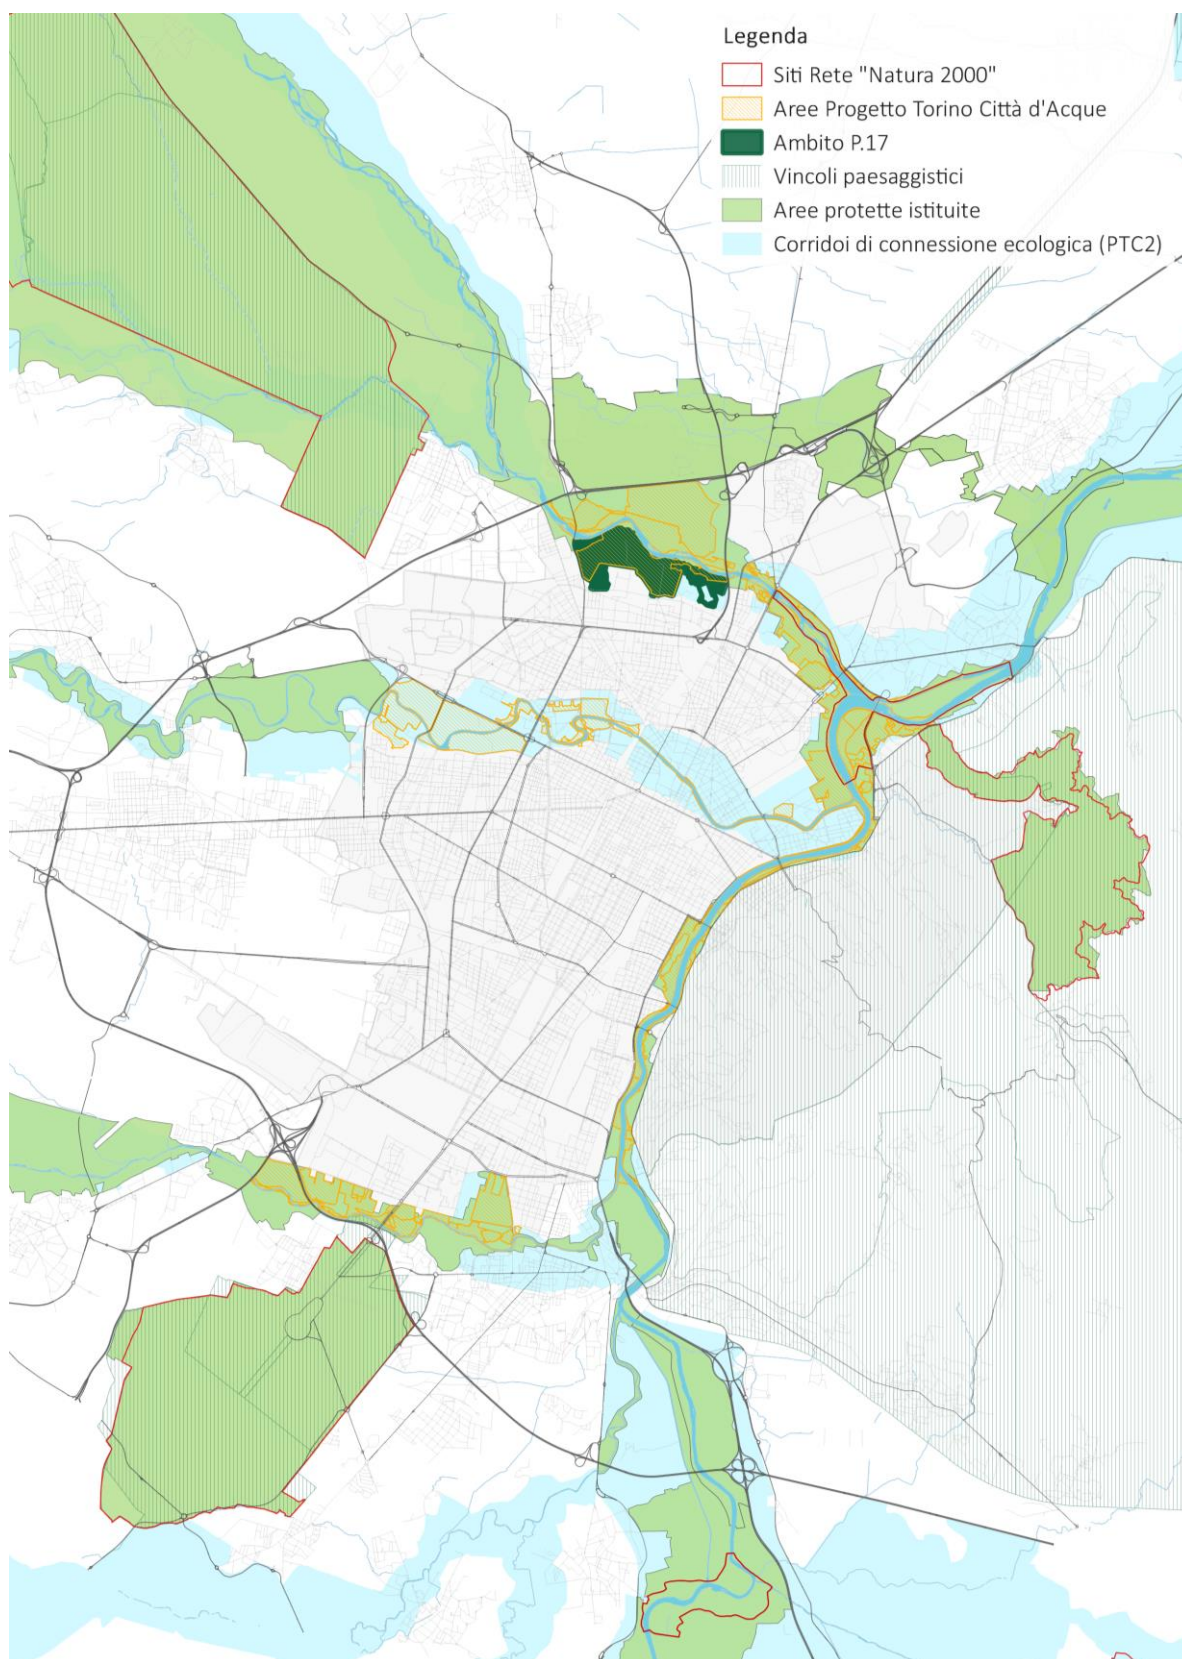 Legenda
Siti Rete "Natura 2000"
Aree Progetto Torino Città d'Acque
Ambito P.17
Vincoli paesaggistici
Aree protette istituite
Corridoi di connessione ecologica (PTC2)